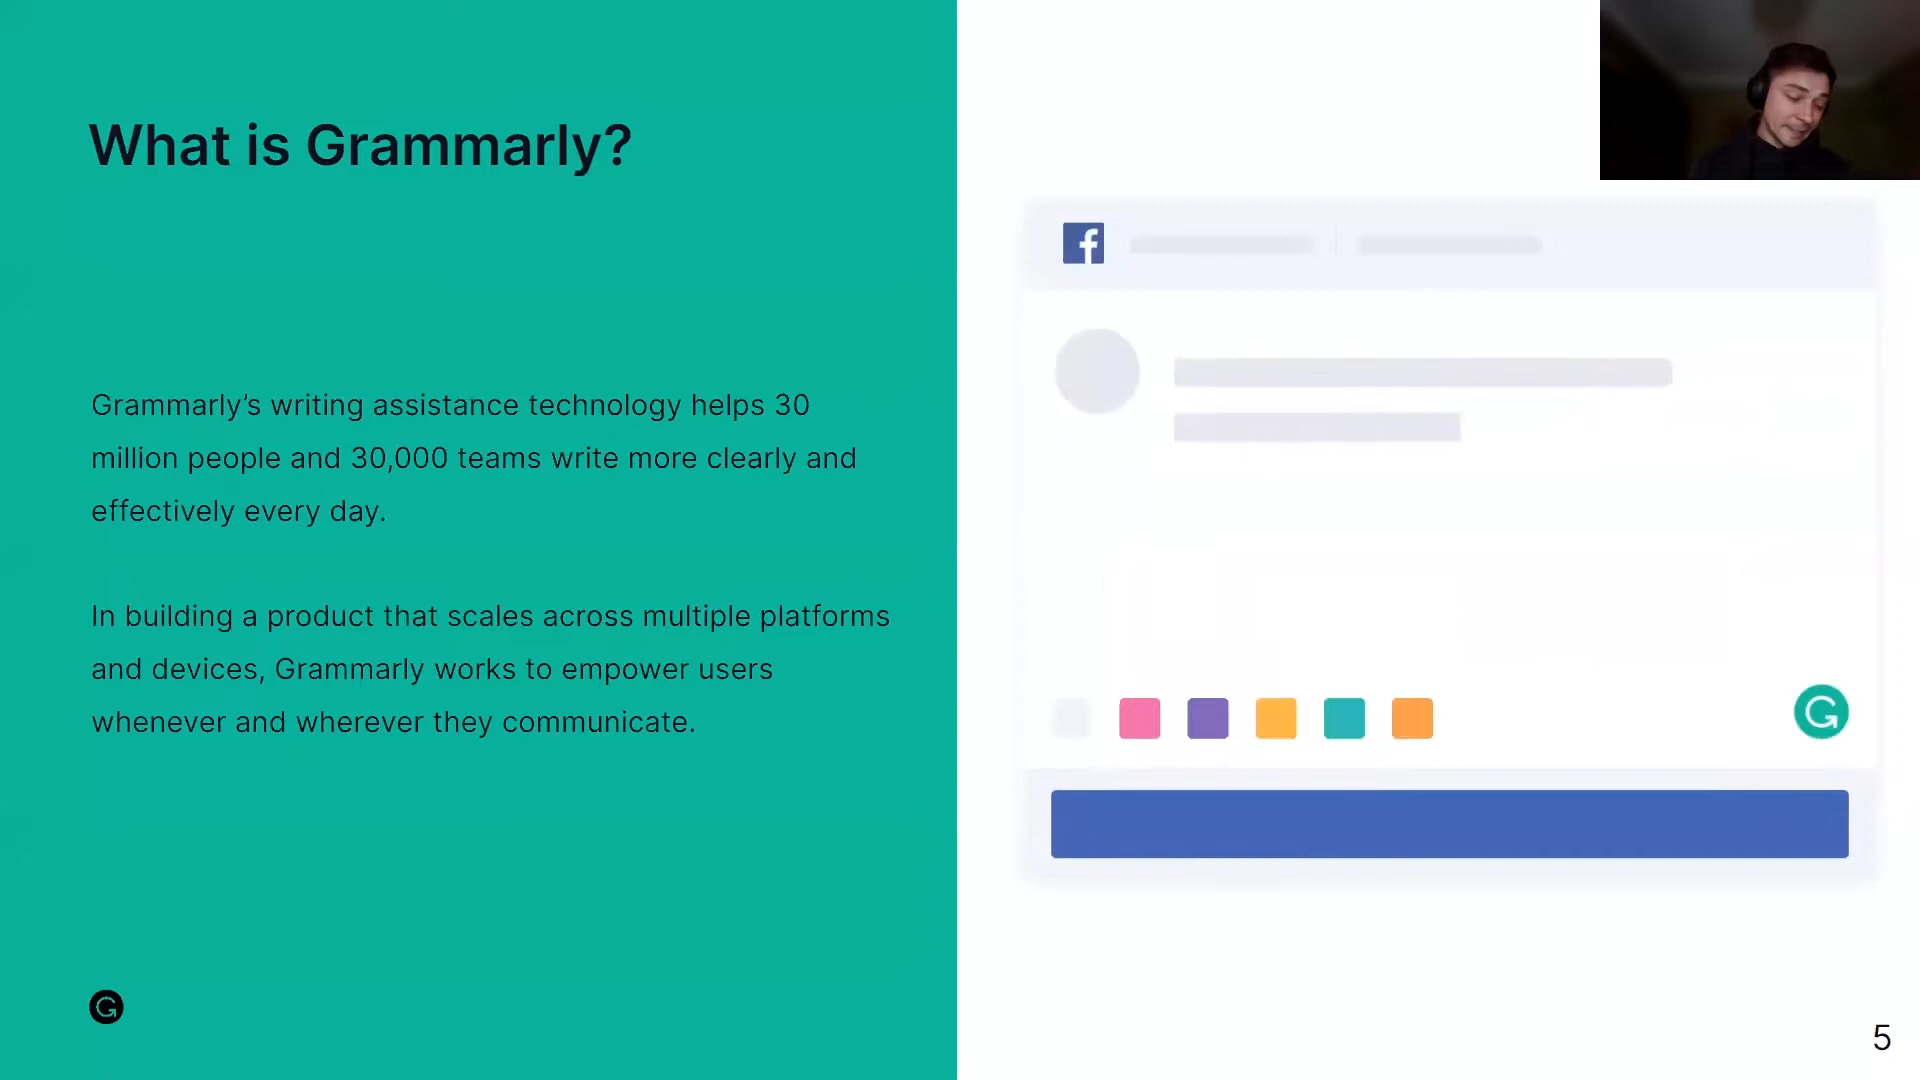 What is Grammarly?
Grammarly’s writing assistance technology helps 30
million people and 30,000 teams write more clearly and
effectively every day.
In building a product that scales across multiple platforms
and devices, Grammarly works to empower users
whenever and wherever they communicate.
5